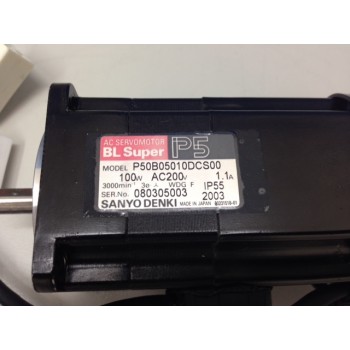 AC SERVOMOTOR
BL Super P5
MODEL P50B05010DCS00
100W AC200V 1.1A
3000min⁻¹ 3ø WDG F IP55
SER.No. 080305003 2003
SANYO DENKI MADE IN JAPAN